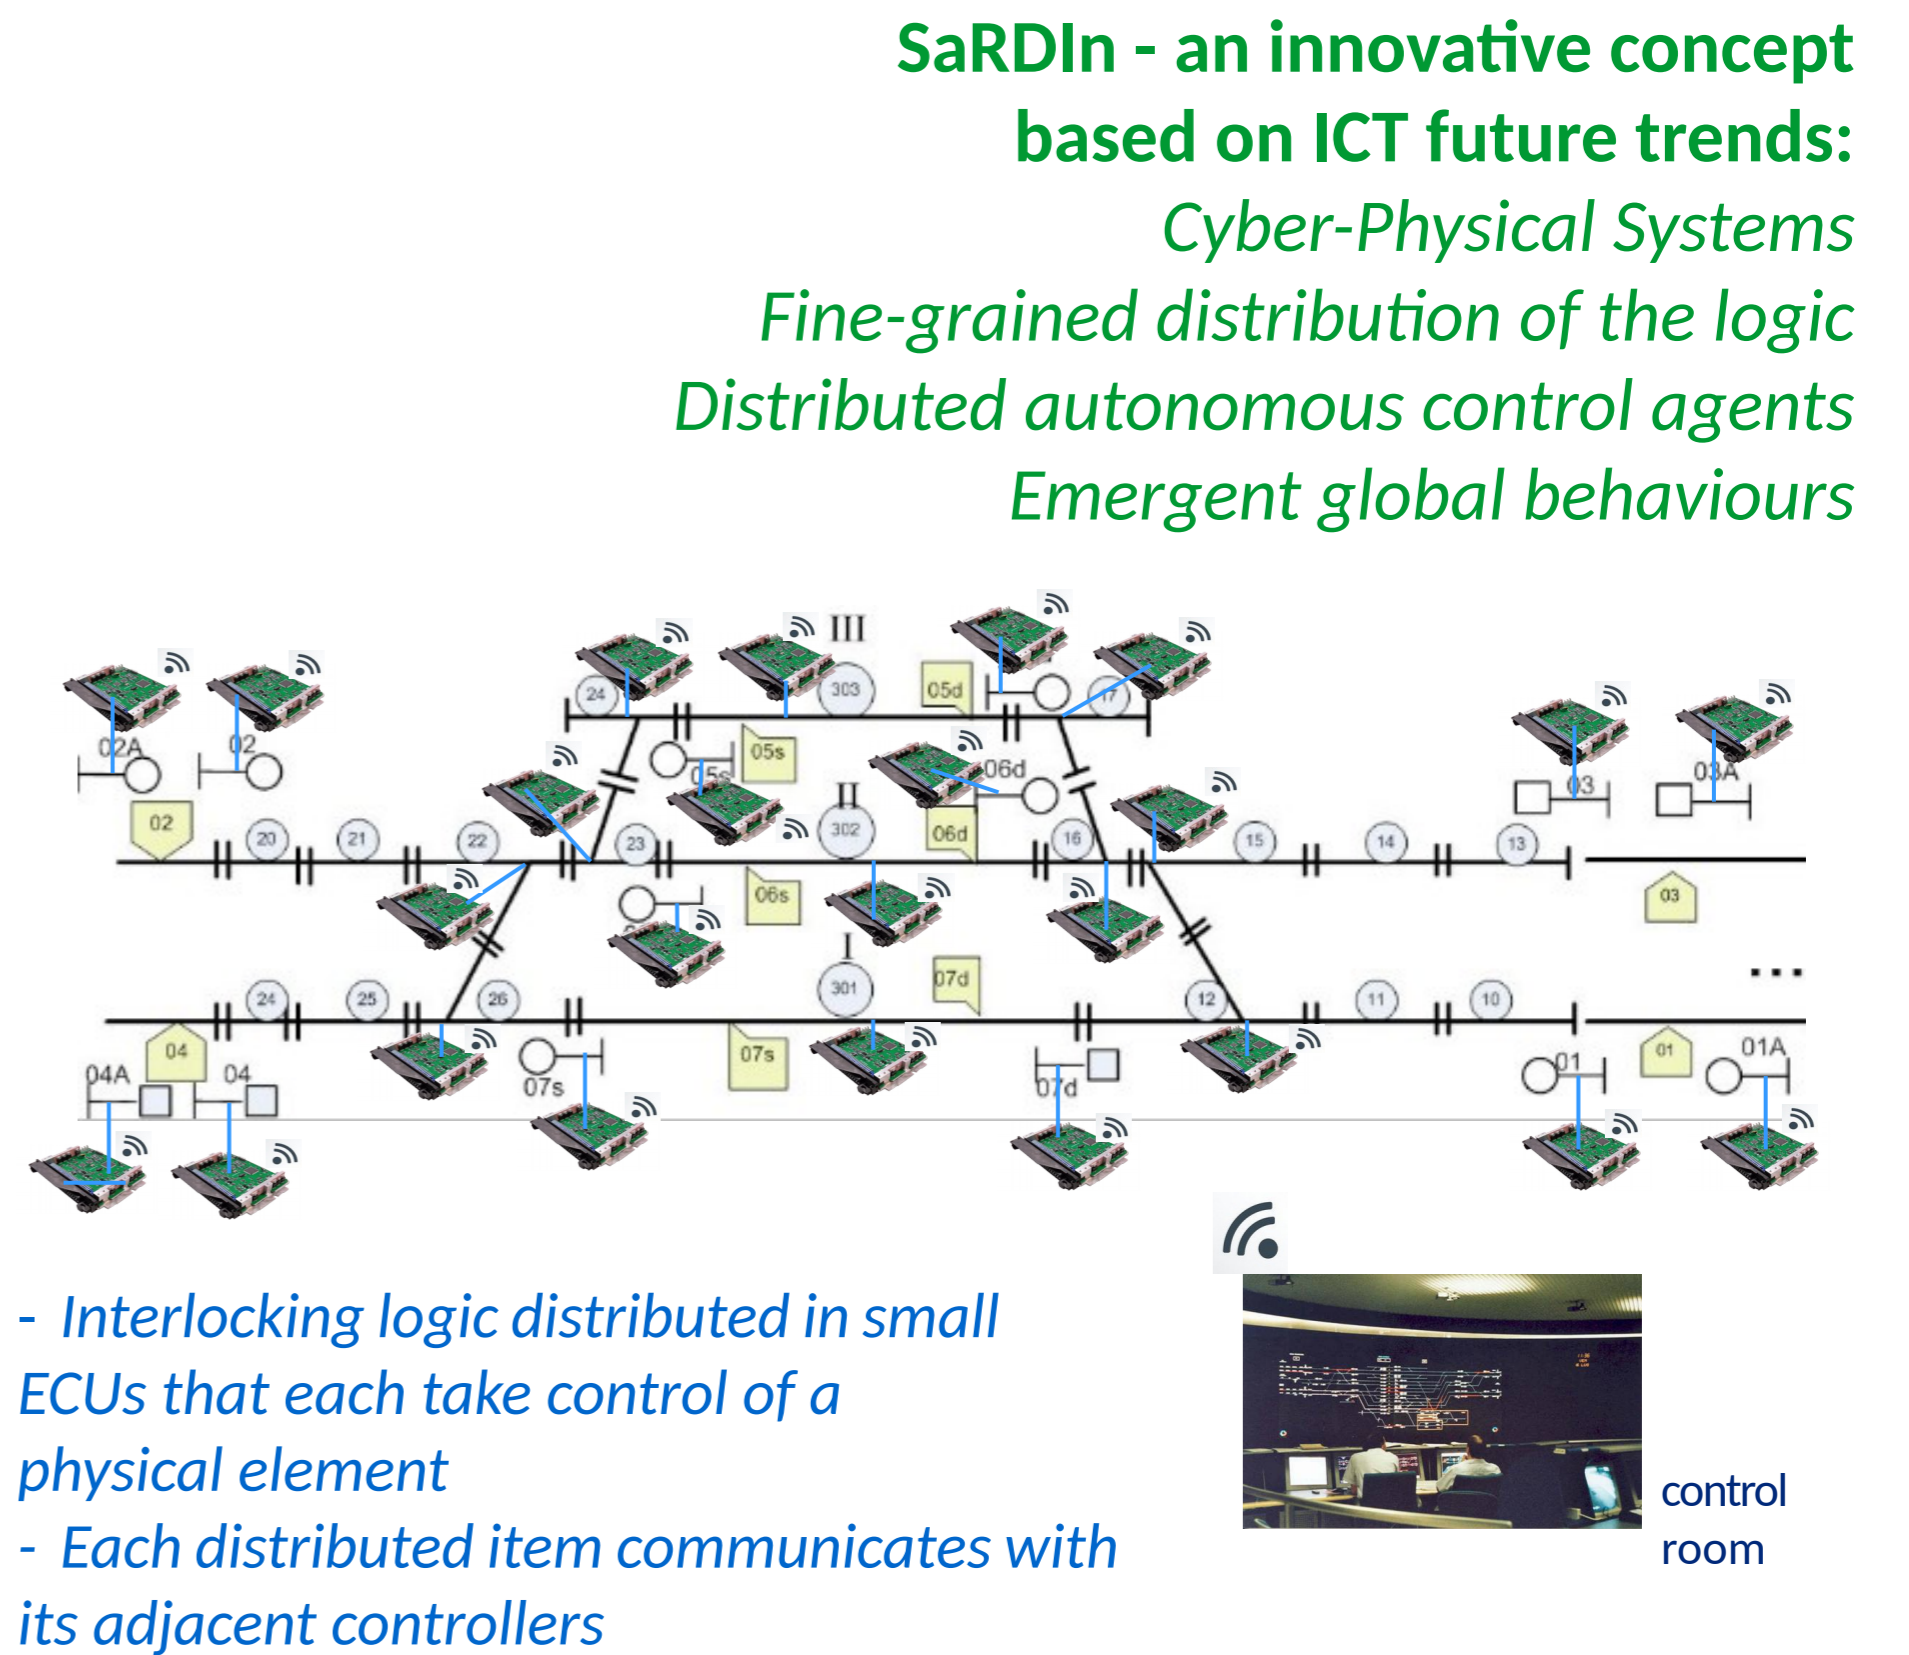 SaRDIn - an innovative concept
based on ICT future trends:
Cyber-Physical Systems
Fine-grained distribution of the logic
Distributed autonomous control agents
Emergent global behaviours
III
24
303
05d
17
02A
02
05s
05s
06d
03
03A
II
02
20
21
22
23
302
06d
16
15
14
13
06s
03
I
07d
24
25
26
301
12
11
10
...
04
07s
01
01A
04A
04
07s
07d
01
- Interlocking logic distributed in small
ECUs that each take control of a
physical element
- Each distributed item communicates with
its adjacent controllers
control
room